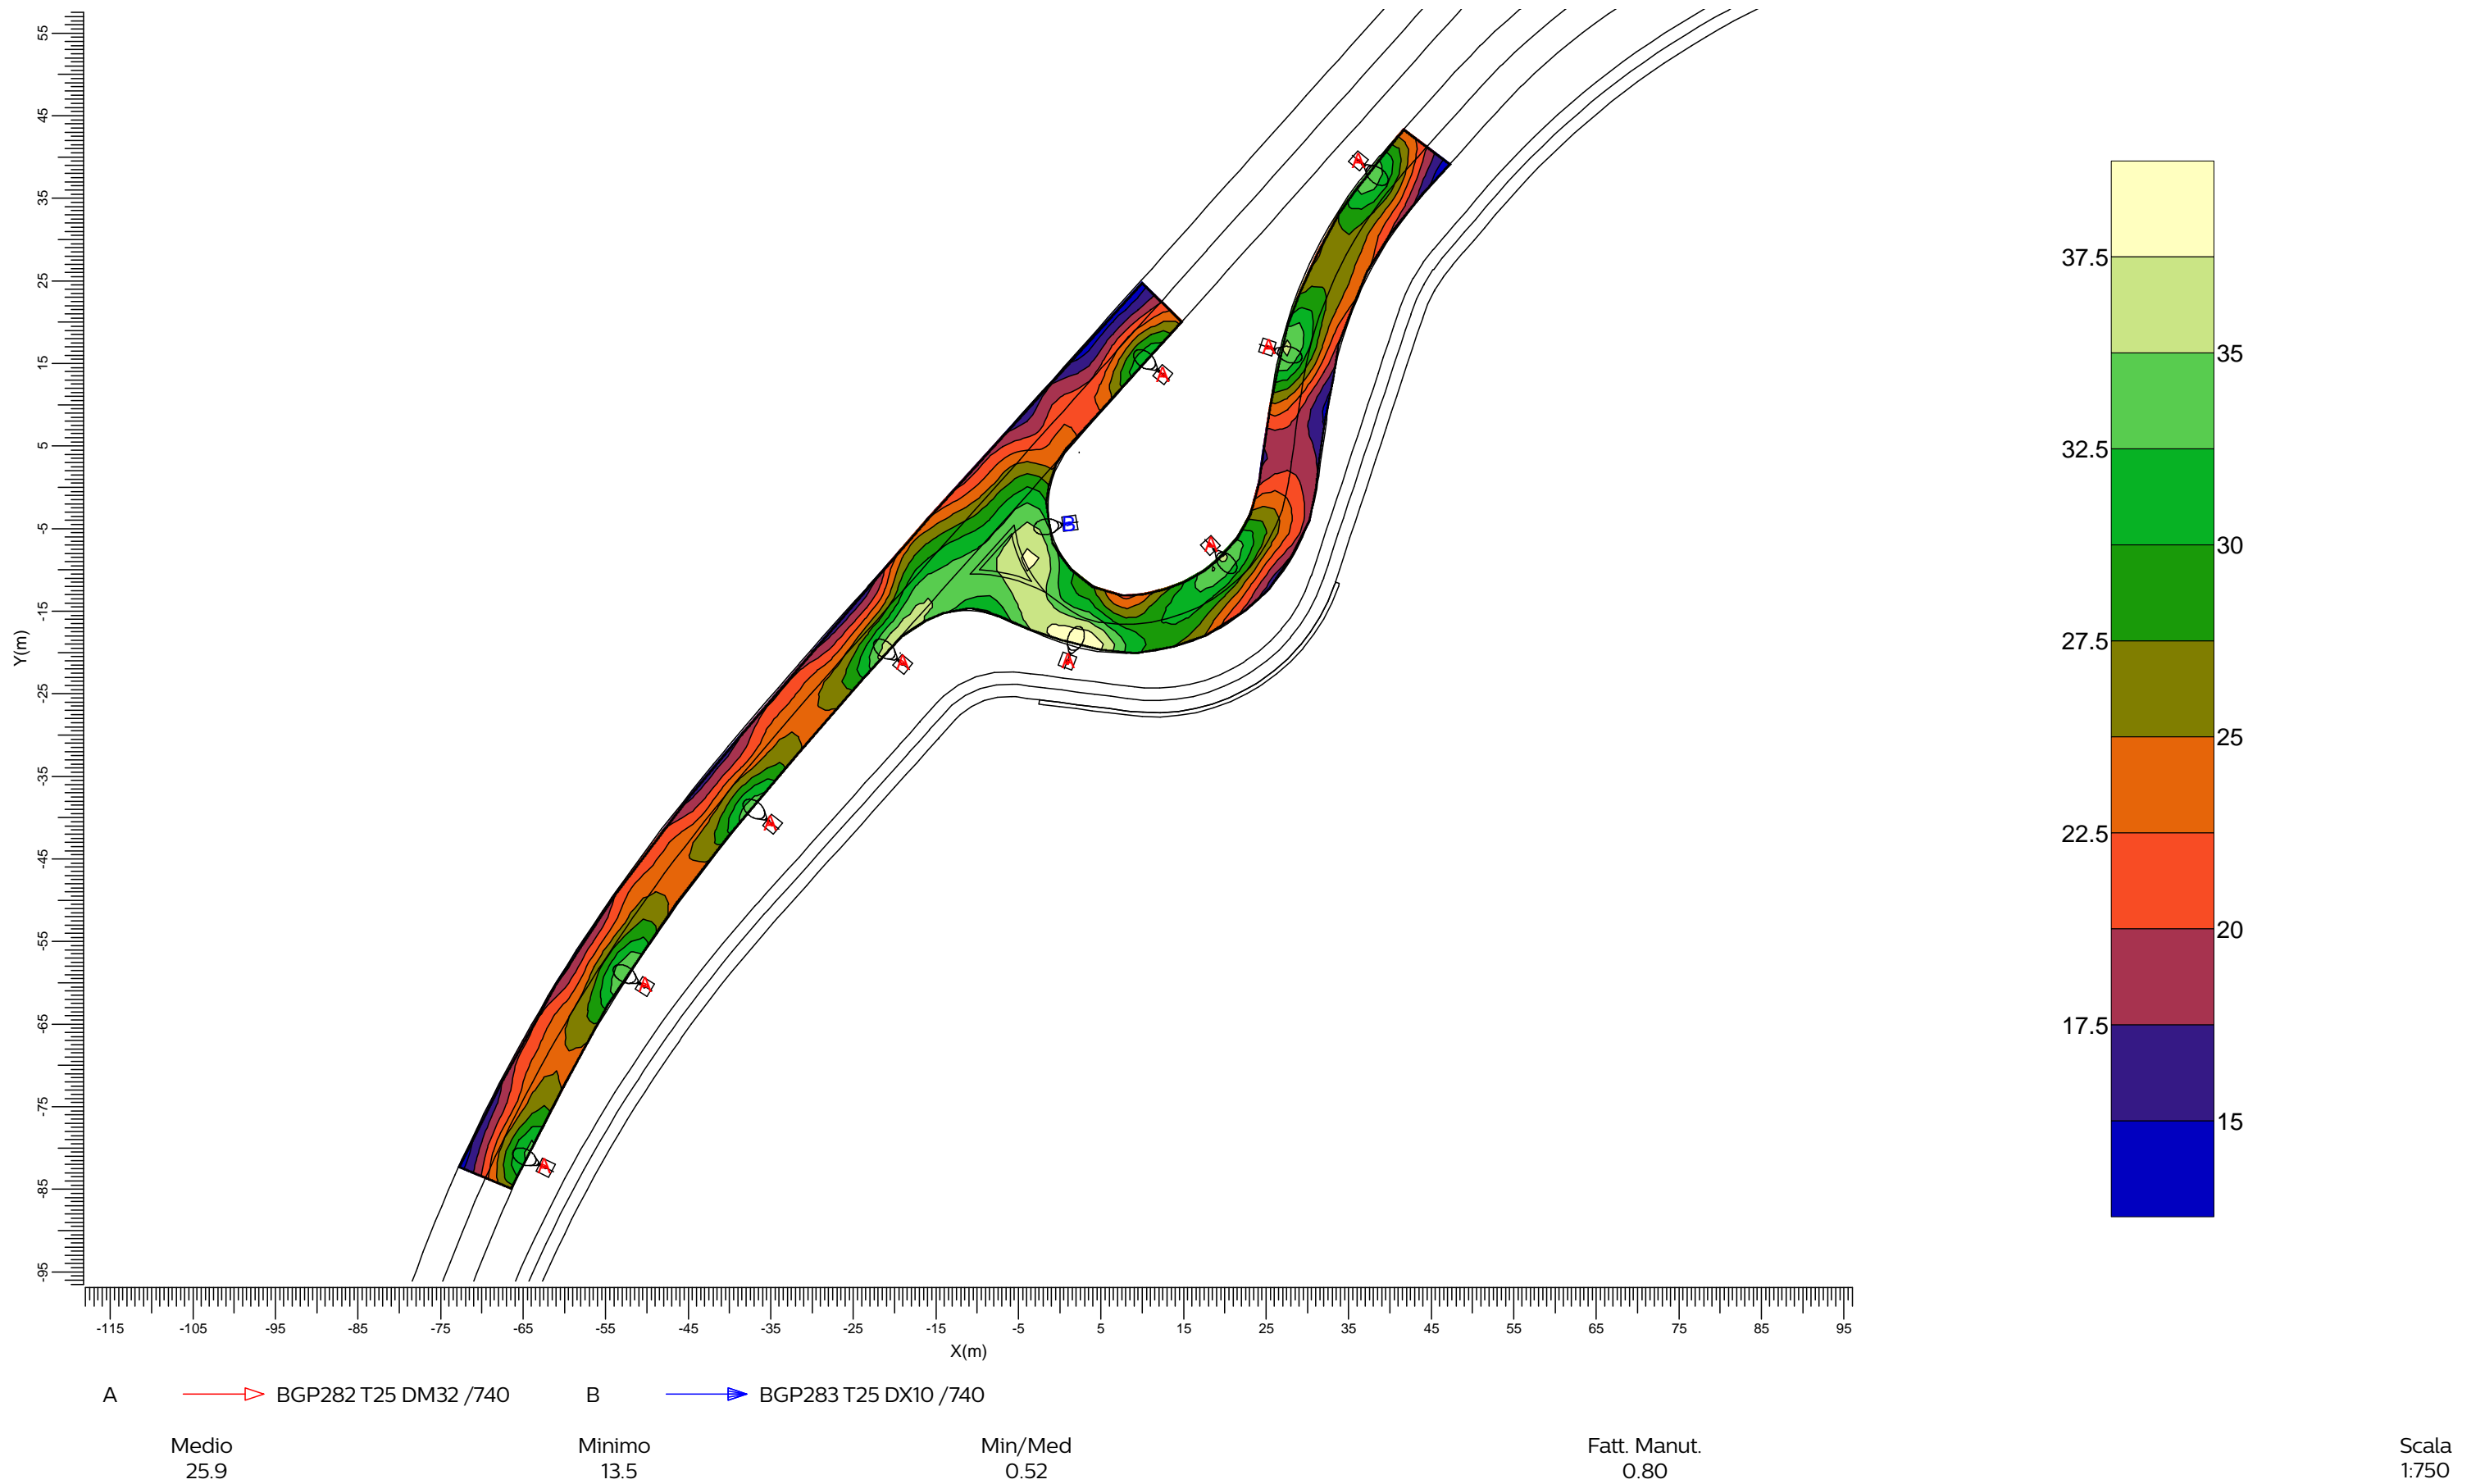 55
45
35
25
15
5
-5
-15
-25
-35
-45
-55
-65
-75
-85
-95
Y(m)
A
A
A
A
B
A
A
A
A
A
A
37.5
35
32.5
30
27.5
25
22.5
20
17.5
15
-115 -105 -95 -85 -75 -65 -55 -45 -35 -25 -15 -5 5 15 25 35 45 55 65 75 85 95
X(m)
A BGP282 T25 DM32 /740 B BGP283 T25 DX10 /740
Medio Minimo Min/Med Fatt. Manut. Scala
25.9 13.5 0.52 0.80 1:750